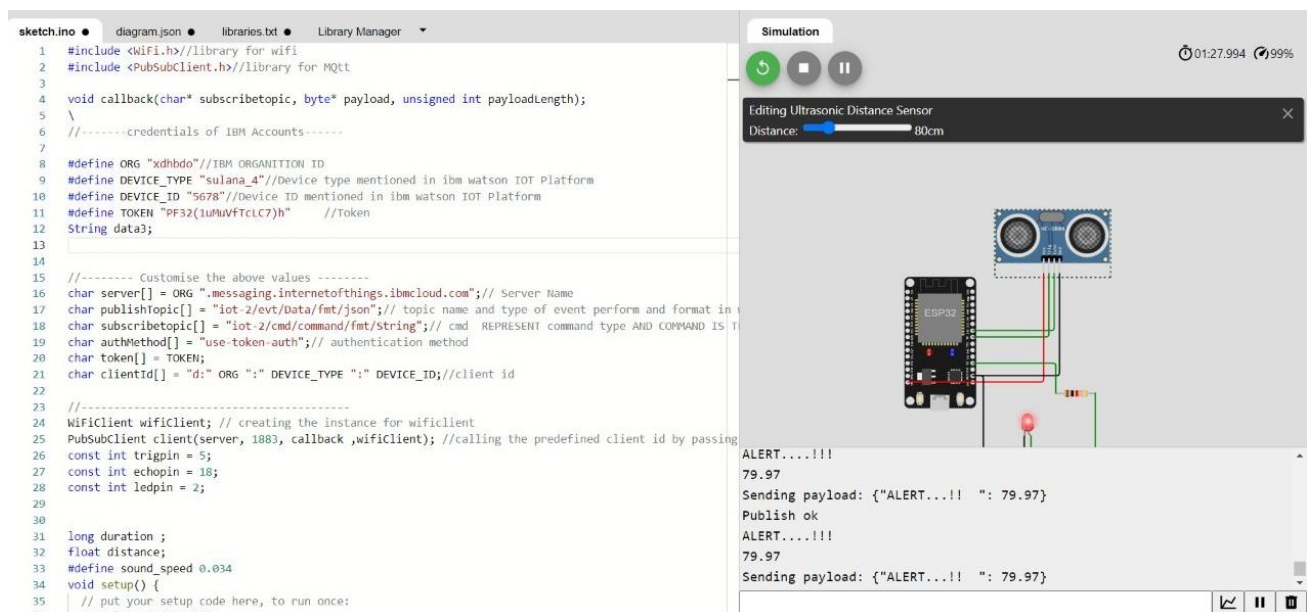 sketch.ino ● diagram.json ● libraries.txt ● Library Manager ▼
1 #include <WiFi.h>//library for wifi
2 #include <PubSubClient.h>//library for MQtt
3
4 void callback(char* subscribetopic, byte* payload, unsigned int payloadLength);
5 \
6 //-------credentials of IBM Accounts------
7
8 #define ORG "xdhbdo"//IBM ORGANITION ID
9 #define DEVICE_TYPE "sulana_4"//Device type mentioned in ibm watson IOT Platform
10 #define DEVICE_ID "5678"//Device ID mentioned in ibm watson IOT Platform
11 #define TOKEN "PF32(1uMuVfTcLC7)h" //Token
12 String data3;
13
14
15 //-------- Customise the above values --------
16 char server[] = ORG ".messaging.internetofthings.ibmcloud.com";// Server Name
17 char publishTopic[] = "iot-2/evt/Data/fmt/json";// topic name and type of event perform and format in
18 char subscribetopic[] = "iot-2/cmd/command/fmt/String";// cmd REPRESENT command type AND COMMAND IS
19 char authMethod[] = "use-token-auth";// authentication method
20 char token[] = TOKEN;
21 char clientId[] = "d:" ORG ":" DEVICE_TYPE ":" DEVICE_ID;//client id
22
23 //-----------------------------------------
24 WiFiClient wifiClient; // creating the instance for wificlient
25 PubSubClient client(server, 1883, callback ,wifiClient); //calling the predefined client id by passing
26 const int trigpin = 5;
27 const int echopin = 18;
28 const int ledpin = 2;
29
30
31 long duration ;
32 float distance;
33 #define sound_speed 0.034
34 void setup() {
35 // put your setup code here, to run once:
Simulation
01:27.994 99%
Editing Ultrasonic Distance Sensor
Distance: 80cm
HC-SR04
ESP32
ALERT....!!!
79.97
Sending payload: {"ALERT...!! ": 79.97}
Publish ok
ALERT....!!!
79.97
Sending payload: {"ALERT...!! ": 79.97}